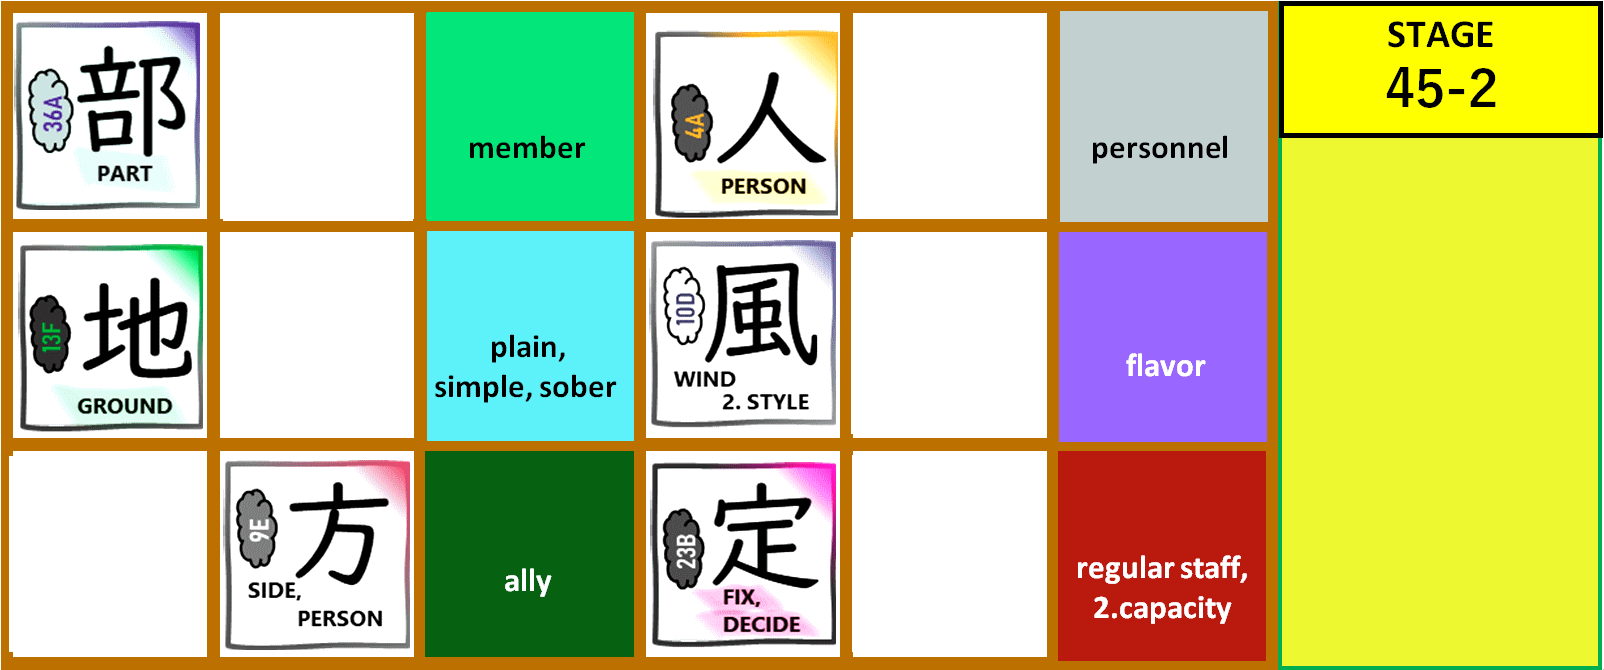 36A
部
PART
member
4A
人
PERSON
personnel
STAGE
45-2
13F
地
GROUND
plain,
simple, sober
10D
風
WIND
2. STYLE
flavor
9E
方
SIDE,
PERSON
ally
23B
定
FIX,
DECIDE
regular staff,
2.capacity